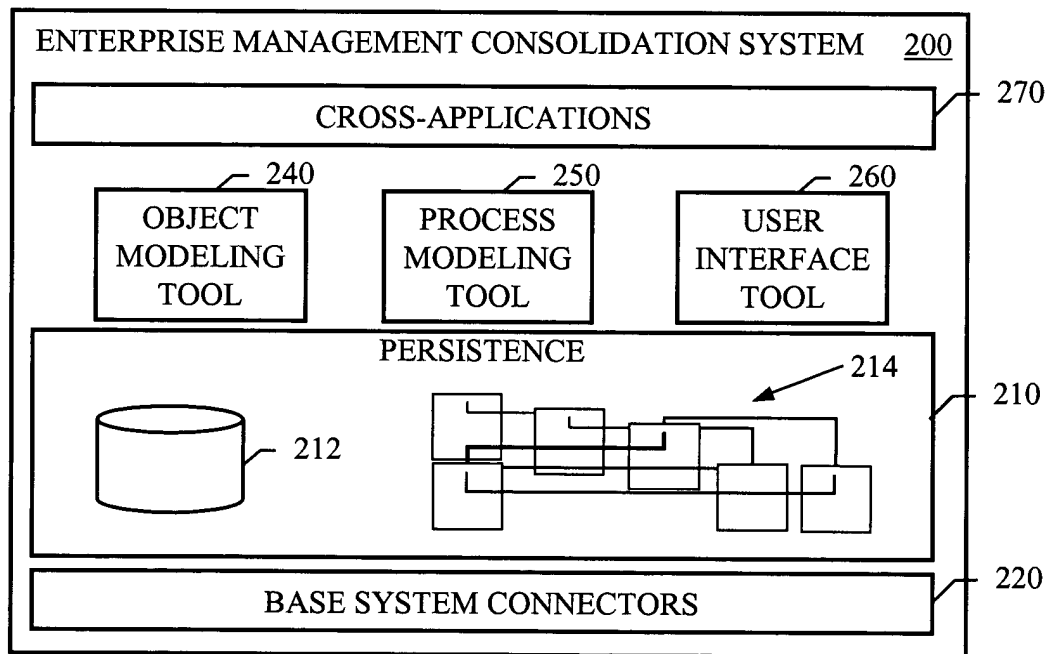 ENTERPRISE MANAGEMENT CONSOLIDATION SYSTEM 200
CROSS-APPLICATIONS
270
240
OBJECT
MODELING
TOOL
250
PROCESS
MODELING
TOOL
260
USER
INTERFACE
TOOL
PERSISTENCE
214
210
212
BASE SYSTEM CONNECTORS
220